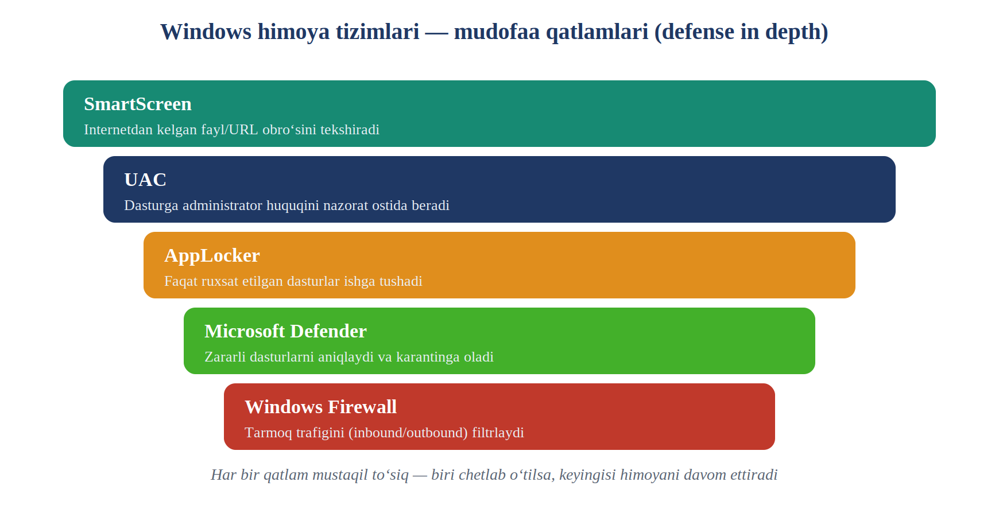 Windows himoya tizimlari — mudofaa qatlamlari (defense in depth)
SmartScreen
Internetdan kelgan fayl/URL obro‘sini tekshiradi
UAC
Dasturga administrator huquqini nazorat ostida beradi
AppLocker
Faqat ruxsat etilgan dasturlar ishga tushadi
Microsoft Defender
Zararli dasturlarni aniqlaydi va karantinga oladi
Windows Firewall
Tarmoq trafigini (inbound/outbound) filtrlaydi
Har bir qatlam mustaqil to‘siq — biri chetlab o‘tilsa, keyingisi himoyani davom ettiradi